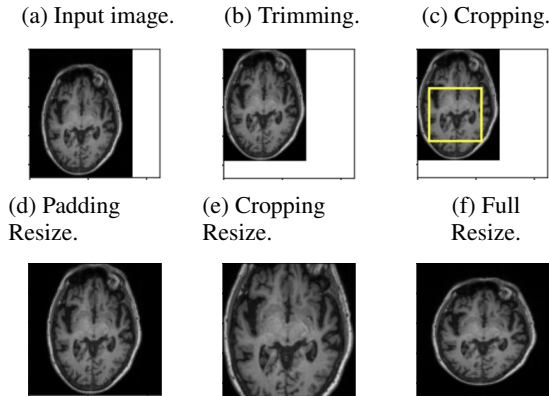 (a) Input image. (b) Trimming. (c) Cropping.
(d) Padding Resize. (e) Cropping Resize. (f) Full Resize.